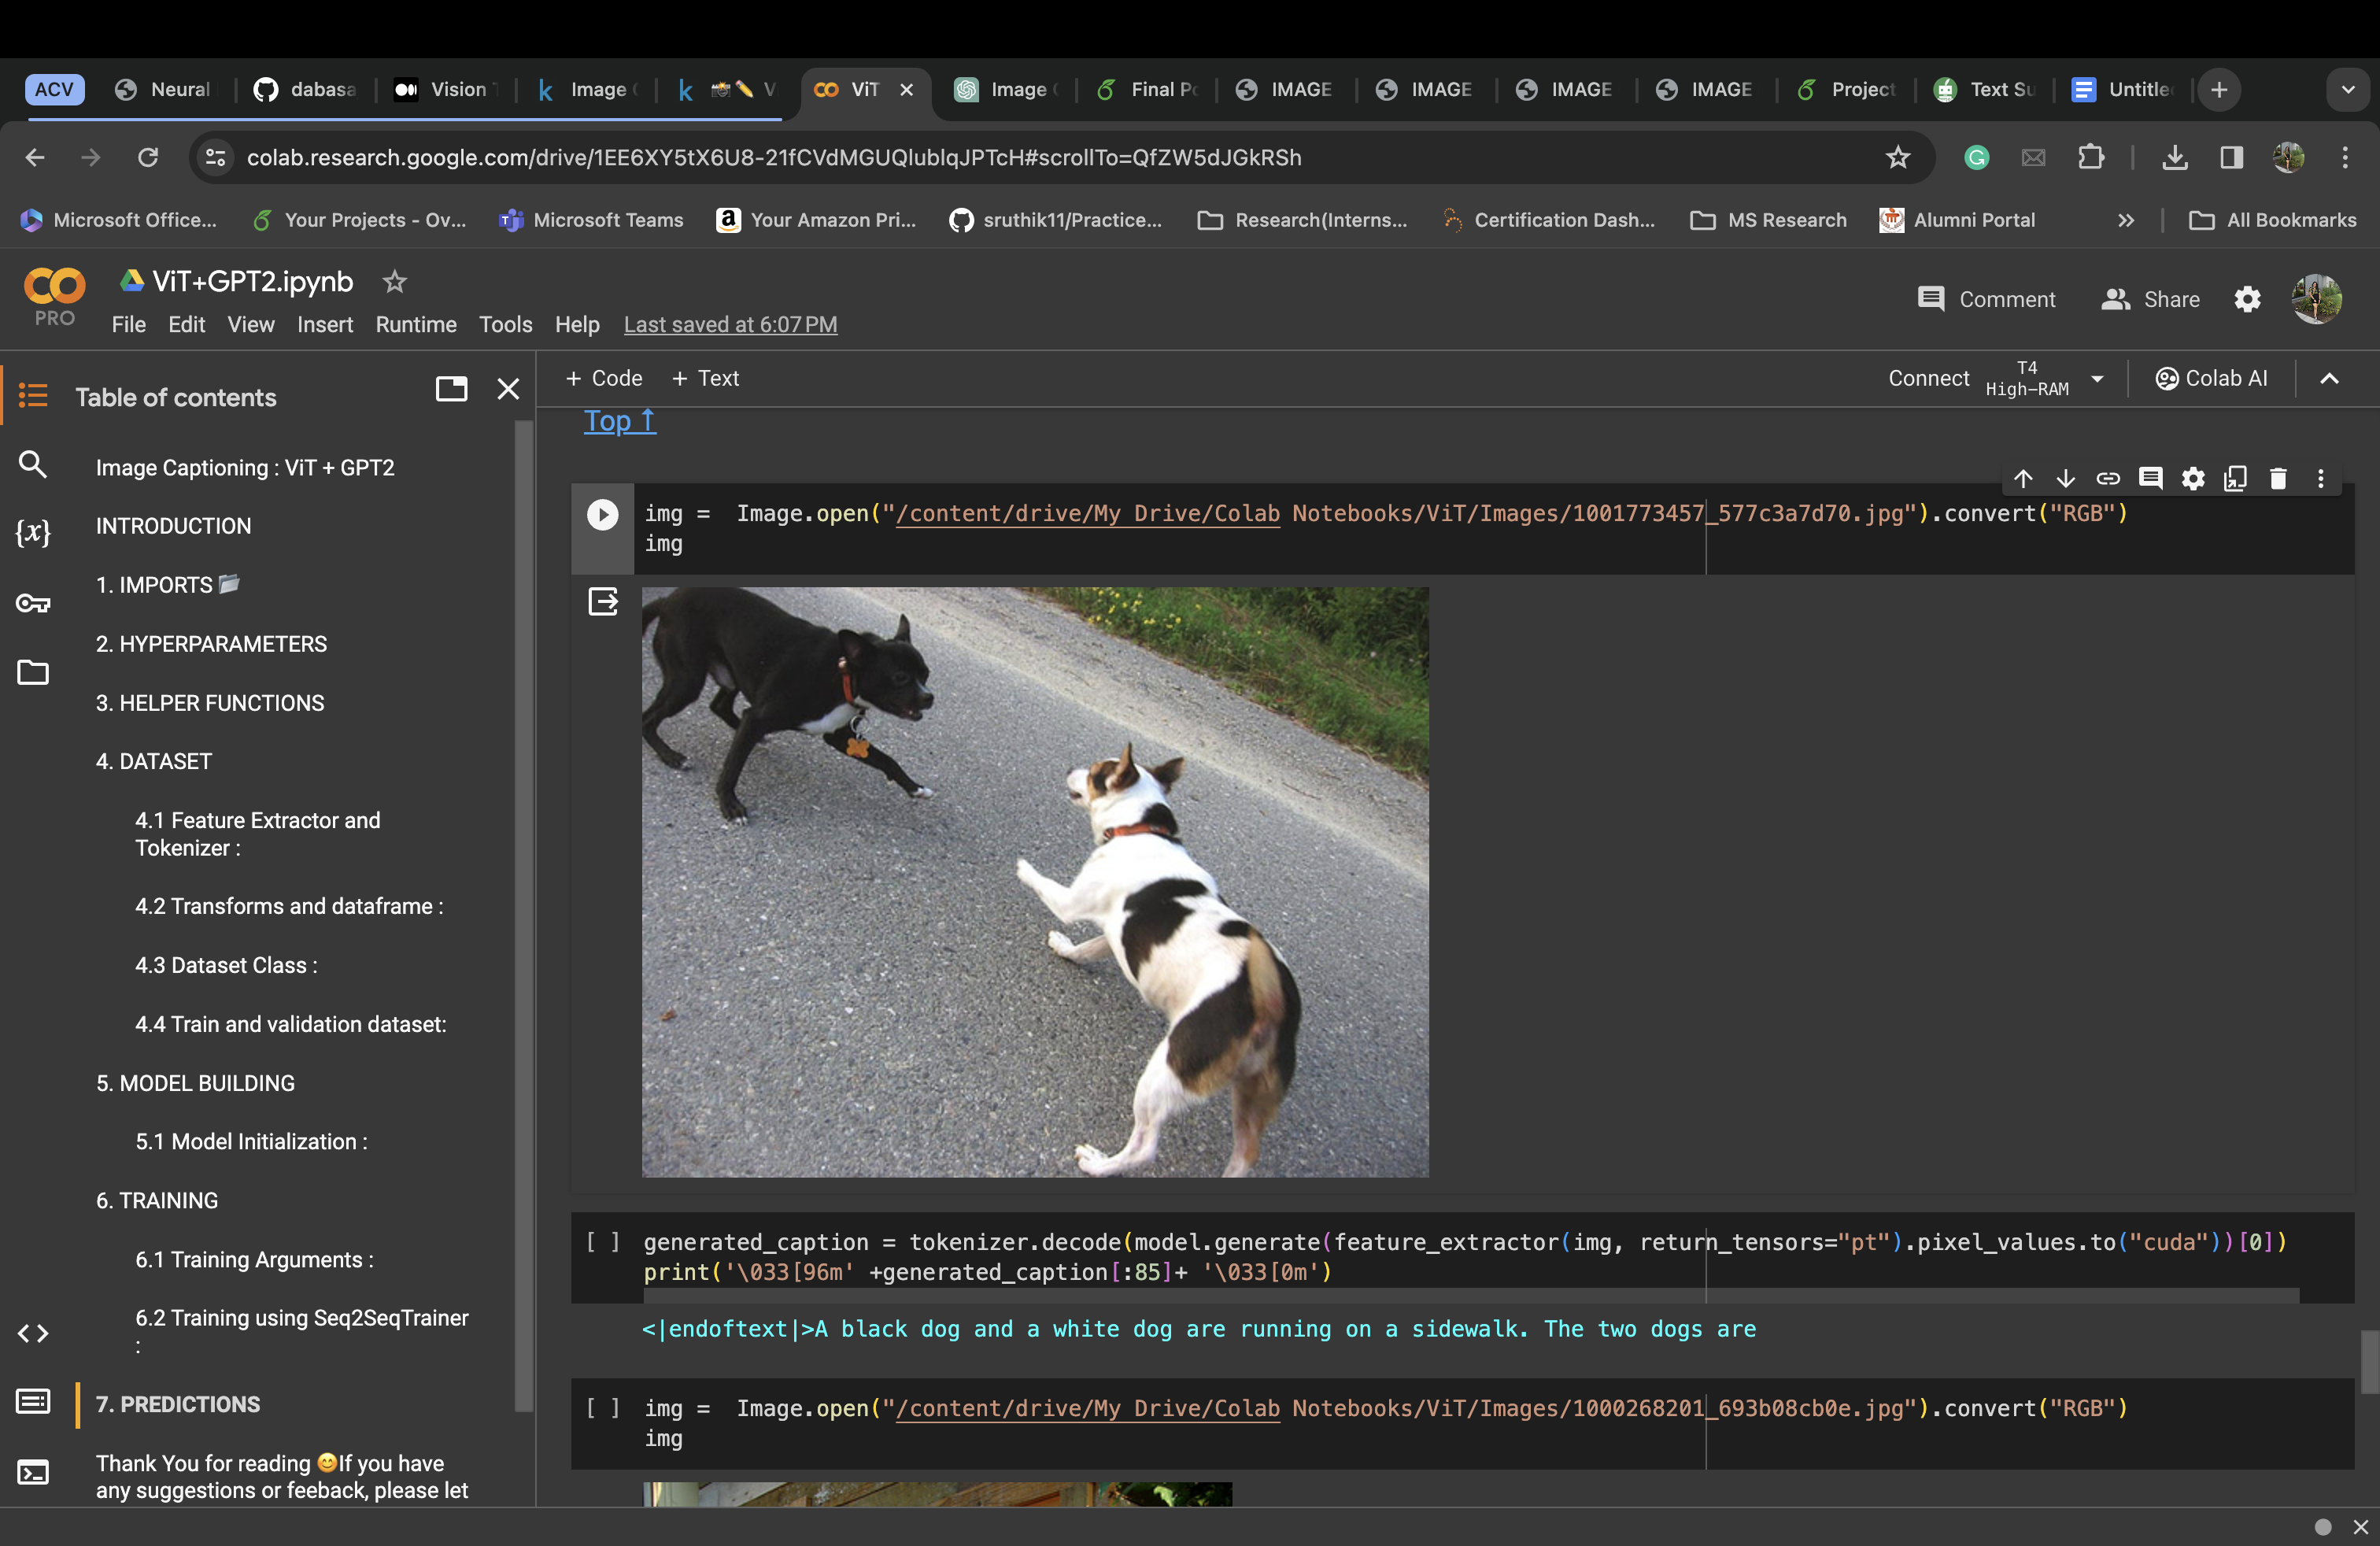 ACV
Neural
dabasa
Vision T
Image (
V
ViT
Image (
Final Po
IMAGE
IMAGE
IMAGE
IMAGE
Project
Text Su
Untitle
colab.research.google.com/drive/1EE6XY5tX6U8-21fCVdMGUQlublqJPTcH#scrollTo=QfZW5dJGkRSh
Microsoft Office...
Your Projects - Ov...
Microsoft Teams
Your Amazon Pri...
sruthik11/Practice...
Research(Interns...
Certification Dash...
MS Research
Alumni Portal
All Bookmarks
PRO
ViT+GPT2.ipynb
File Edit View Insert Runtime Tools Help Last saved at 6:07 PM
Comment
Share
Table of contents
Image Captioning : ViT + GPT2
INTRODUCTION
1. IMPORTS 📂
2. HYPERPARAMETERS
3. HELPER FUNCTIONS
4. DATASET
4.1 Feature Extractor and
Tokenizer :
4.2 Transforms and dataframe :
4.3 Dataset Class :
4.4 Train and validation dataset:
5. MODEL BUILDING
5.1 Model Initialization :
6. TRAINING
6.1 Training Arguments :
6.2 Training using Seq2SeqTrainer
:
7. PREDICTIONS
Thank You for reading 😊If you have
any suggestions or feeback, please let
+ Code + Text
Connect
T4
High-RAM
Colab AI
Top ↑
img =  Image.open("/content/drive/My Drive/Colab Notebooks/ViT/Images/1001773457_577c3a7d70.jpg").convert("RGB")
img
[ ] generated_caption = tokenizer.decode(model.generate(feature_extractor(img, return_tensors="pt").pixel_values.to("cuda"))[0])
print('\033[96m' +generated_caption[:85]+ '\033[0m')
<|endoftext|>A black dog and a white dog are running on a sidewalk. The two dogs are
[ ] img =  Image.open("/content/drive/My Drive/Colab Notebooks/ViT/Images/1000268201_693b08cb0e.jpg").convert("RGB")
img